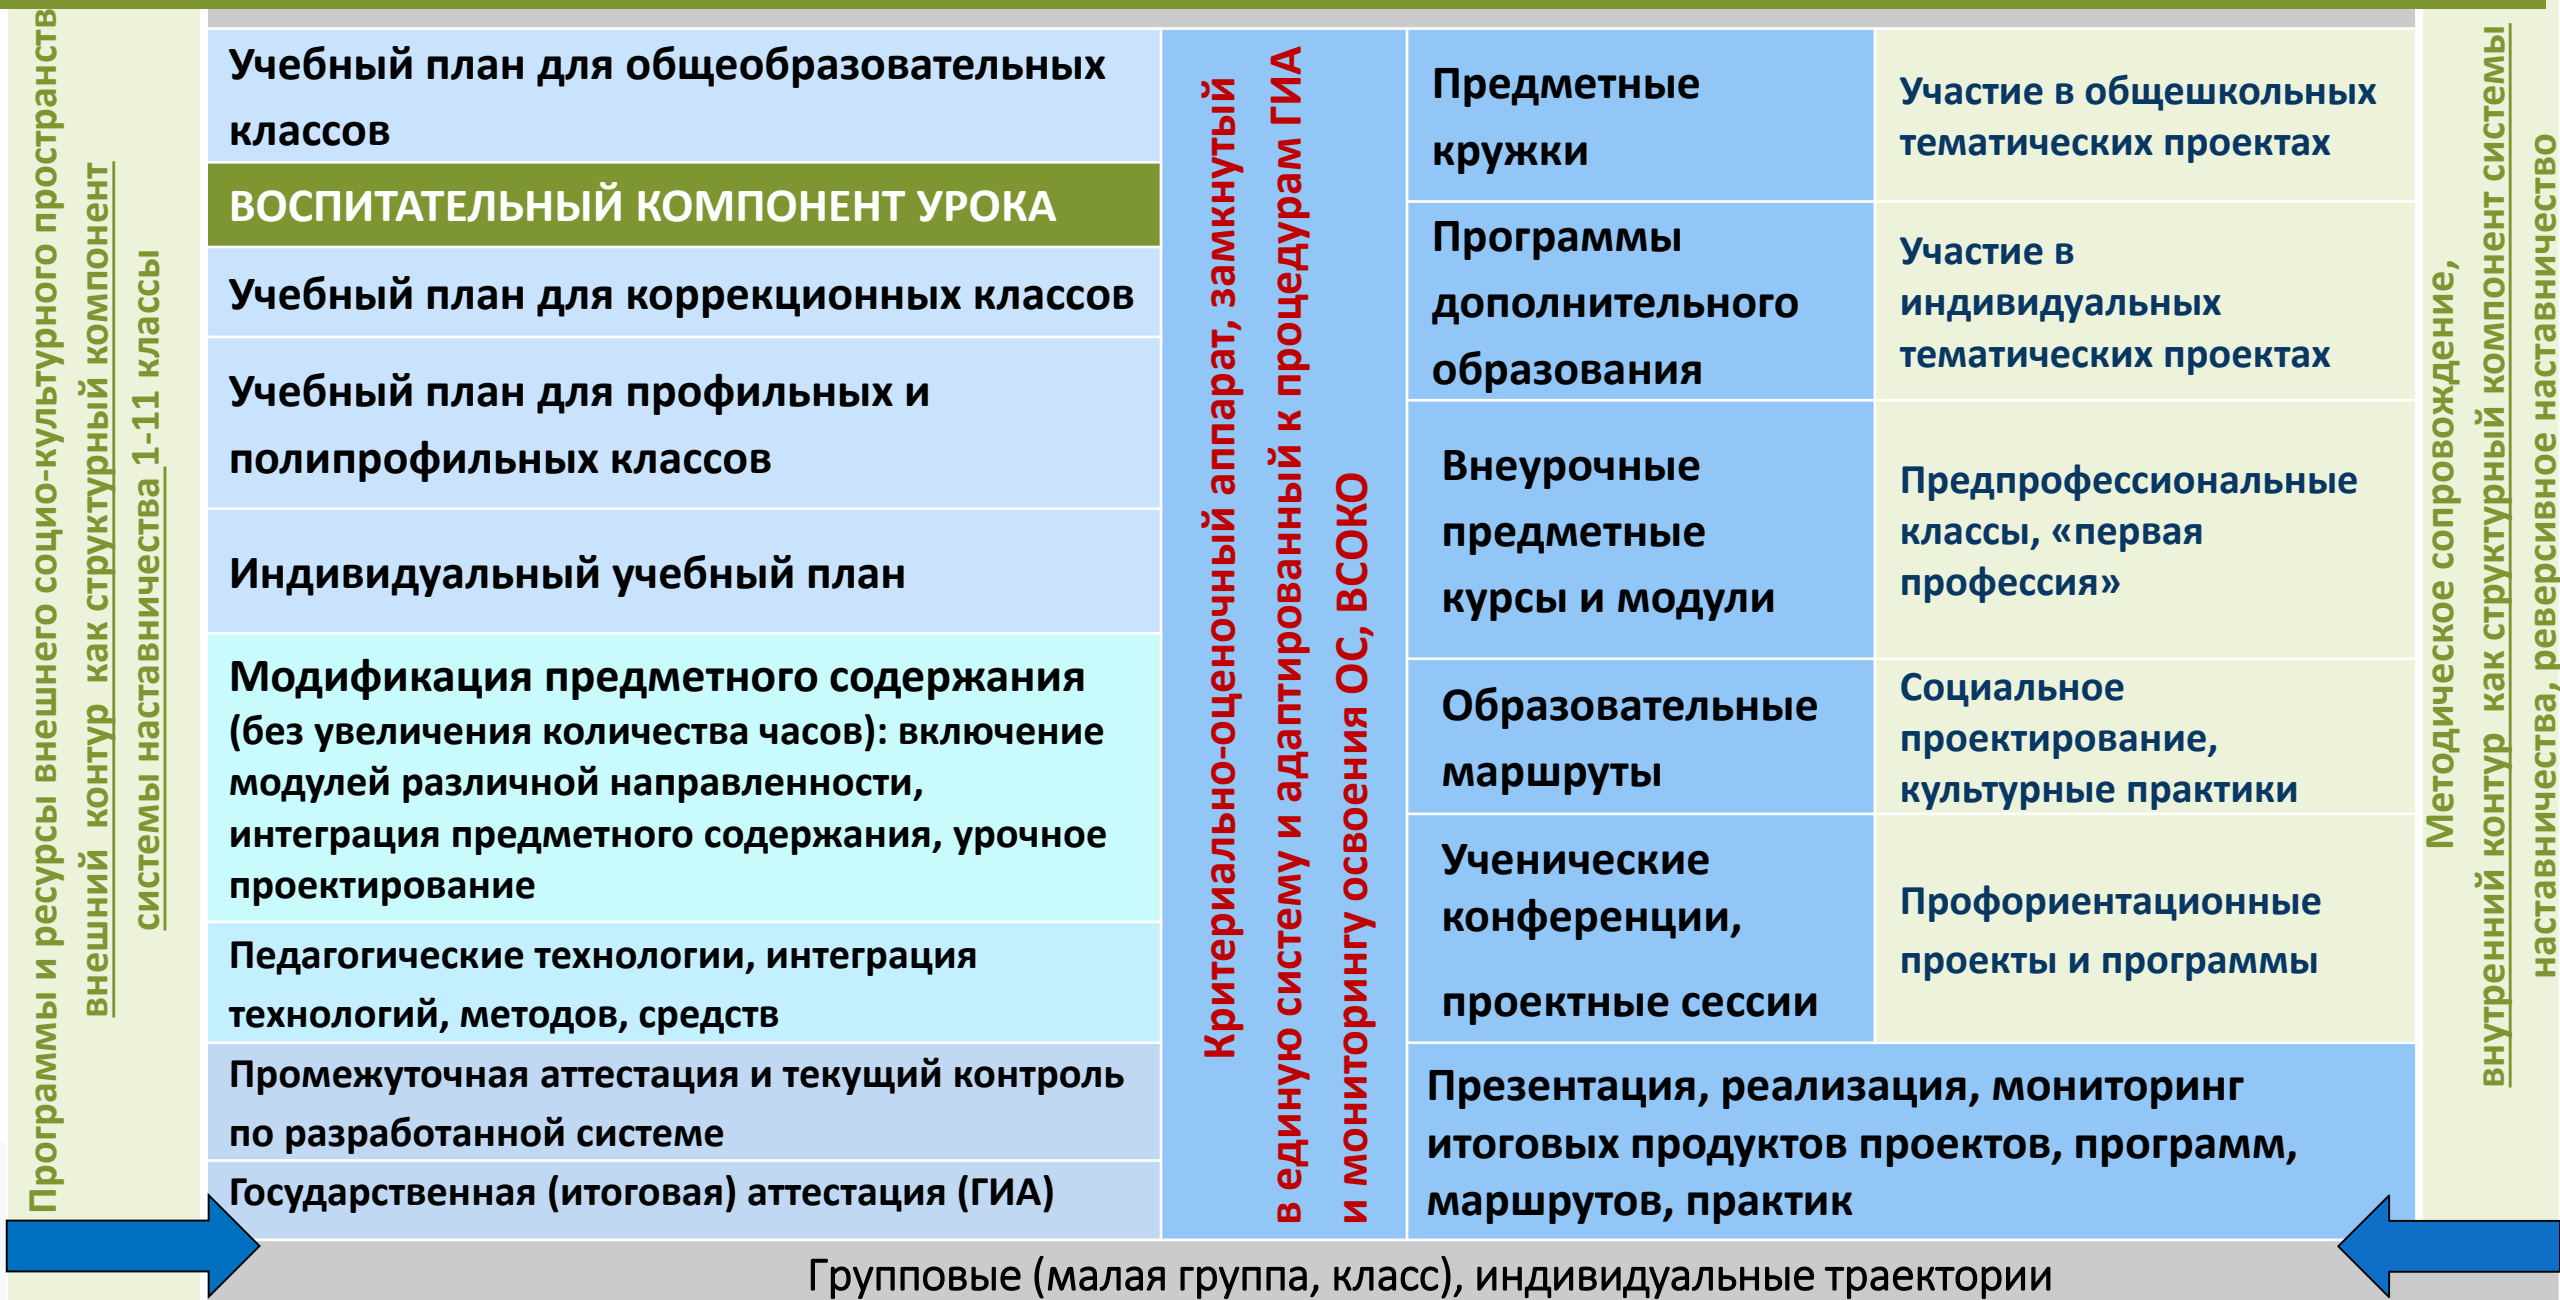 Программы и ресурсы внешнего социо-культурного пространств
внешний контур как структурный компонент
системы наставничества 1-11 классы
Учебный план для общеобразовательных
классов
ВОСПИТАТЕЛЬНЫЙ КОМПОНЕНТ УРОКА
Учебный план для коррекционных классов
Учебный план для профильных и
полипрофильных классов
Индивидуальный учебный план
Модификация предметного содержания
(без увеличения количества часов): включение
модулей различной направленности,
интеграция предметного содержания, урочное
проектирование
Педагогические технологии, интеграция
технологий, методов, средств
Промежуточная аттестация и текущий контроль
по разработанной системе
Государственная (итоговая) аттестация (ГИА)
Критериально-оценочный аппарат, замкнутый
в единую систему и адаптированный к процедурам ГИА
и мониторингу освоения ОС, ВСОКО
Предметные
кружки
Участие в общешкольных
тематических проектах
Программы
дополнительного
образования
Участие в
индивидуальных
тематических проектах
Внеурочные
предметные
курсы и модули
Предпрофессиональные
классы, «первая
профессия»
Образовательные
маршруты
Социальное
проектирование,
культурные практики
Ученические
конференции,
проектные сессии
Профориентационные
проекты и программы
Презентация, реализация, мониторинг
итоговых продуктов проектов, программ,
маршрутов, практик
Методическое сопровождение,
внутренний контур как структурный компонент системы
наставничества, реверсивное наставничество
Групповые (малая группа, класс), индивидуальные траектории